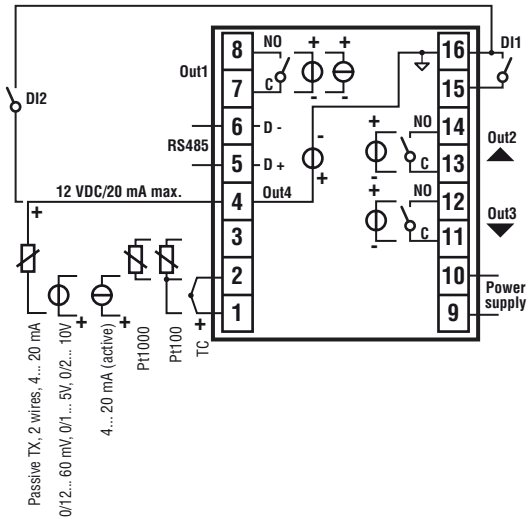 8 NO + + 16 DI1
Out1
7 C - - 15
DI2
6 D - NO 14
RS485 - + Out2
5 D + + - C 13
12 VDC/20 mA max. 4 Out4 + NO 12
+
3 - C 11 Out3
2 10 Power
supply
1 + 9
+ +
Passive TX, 2 wires, 4... 20 mA
0/12... 60 mV, 0/1... 5V, 0/2... 10V
4... 20 mA (active)
Pt1000
Pt100
TC